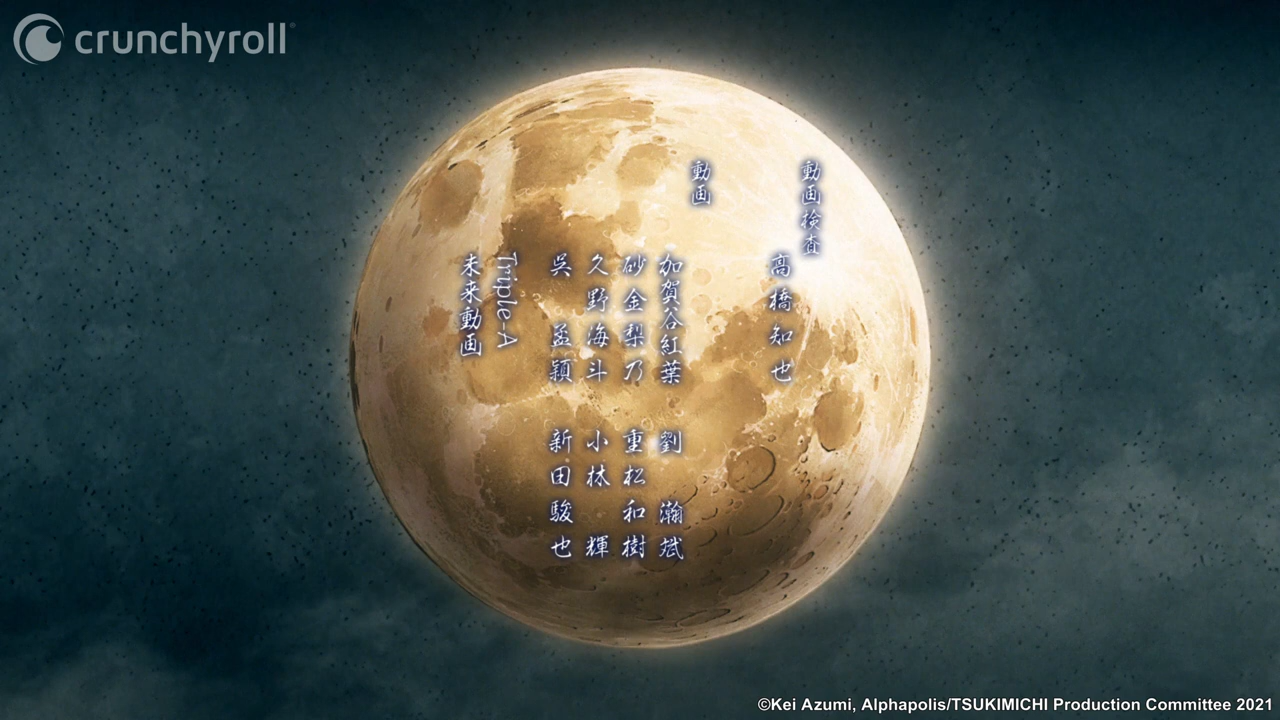 crunchyroll
動画検査
高橋知也
動画
加賀谷紅葉 劉 瀚斌
砂金梨乃 重松和樹
久野海斗 小林 輝
呉 孟穎 新田駿也
Triple-A
未来動画
©Kei Azumi, Alphapolis/TSUKIMICHI Production Committee 2021